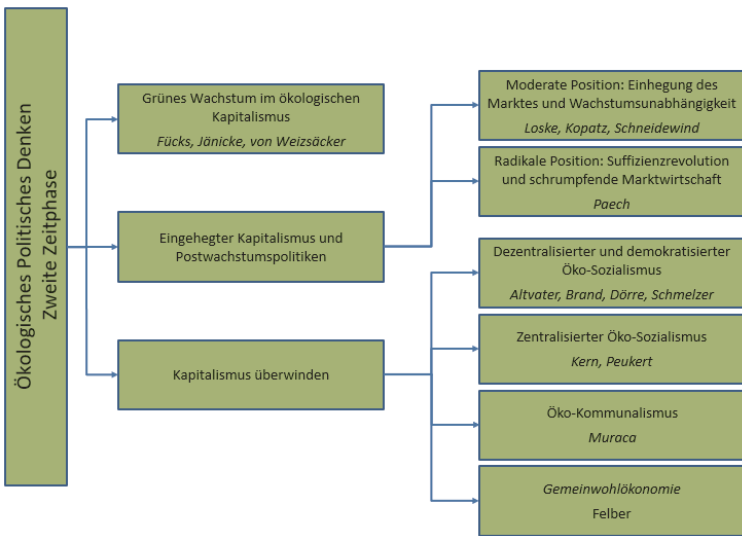 Ökologisches Politisches Denken
Zweite Zeitphase
Grünes Wachstum im ökologischen
Kapitalismus
Fücks, Jänicke, von Weizsäcker
Eingehegter Kapitalismus und
Postwachstumspolitiken
Kapitalismus überwinden
Moderate Position: Einhegung des
Marktes und Wachstumsunabhängigkeit
Loske, Kopatz, Schneidewind
Radikale Position: Suffizienzrevolution
und schrumpfende Marktwirtschaft
Paech
Dezentralisierter und demokratisierter
Öko-Sozialismus
Altvater, Brand, Dörre, Schmelzer
Zentralisierter Öko-Sozialismus
Kern, Peukert
Öko-Kommunalismus
Muraca
Gemeinwohlökonomie
Felber